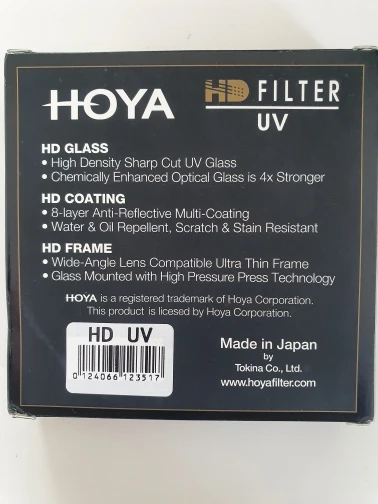 HOYA
HD FILTER
UV
HD GLASS
• High Density Sharp Cut UV Glass
• Chemically Enhanced Optical Glass is 4x Stronger
HD COATING
• 8-layer Anti-Reflective Multi-Coating
• Water & Oil Repellent, Scratch & Stain Resistant
HD FRAME
• Wide-Angle Lens Compatible Ultra Thin Frame
• Glass Mounted with High Pressure Press Technology
HOYA is a registered trademark of Hoya Corporation.
This product is licesed by Hoya Corporation.
HD UV
0 124066 123517
Made in Japan
by
Tokina Co., Ltd.
www.hoyafilter.com